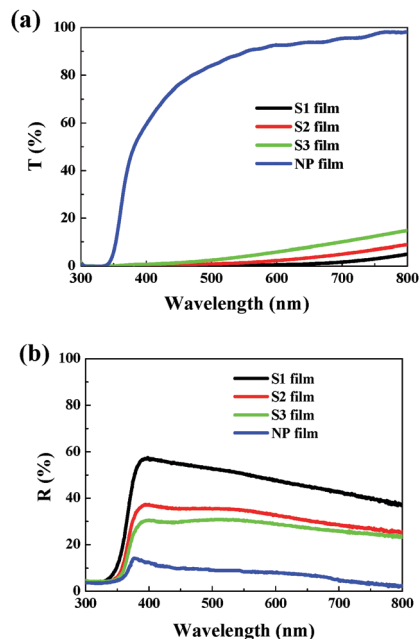 (a)
100
80
60
40
20
0
T (%)
S1 film
S2 film
S3 film
NP film
300 400 500 600 700 800
Wavelength (nm)
(b)
100
80
60
40
20
0
R (%)
S1 film
S2 film
S3 film
NP film
300 400 500 600 700 800
Wavelength (nm)